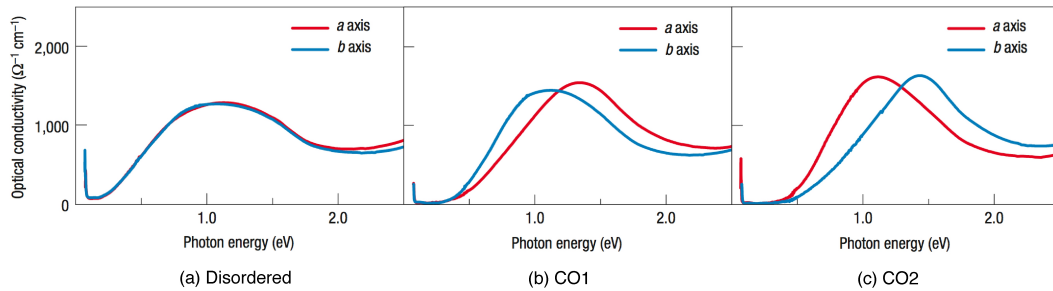 Optical conductivity (Ω⁻¹ cm⁻¹)
2,000
1,000
0
a axis
b axis
1.0
2.0
Photon energy (eV)
(a) Disordered
a axis
b axis
1.0
2.0
Photon energy (eV)
(b) CO1
a axis
b axis
1.0
2.0
Photon energy (eV)
(c) CO2